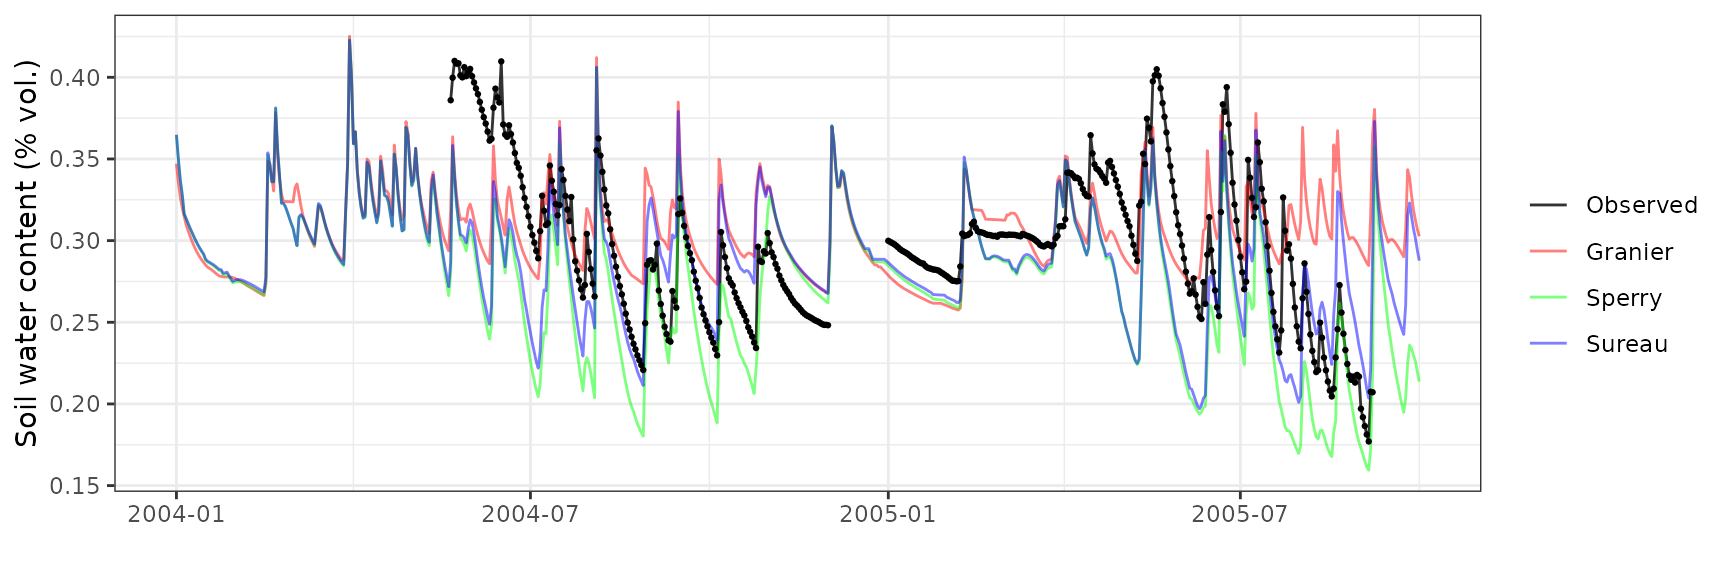 Soil water content (% vol.)
0.40
0.35
0.30
0.25
0.20
0.15
2004-01
2004-07
2005-01
2005-07
Observed
Granier
Sperry
Sureau